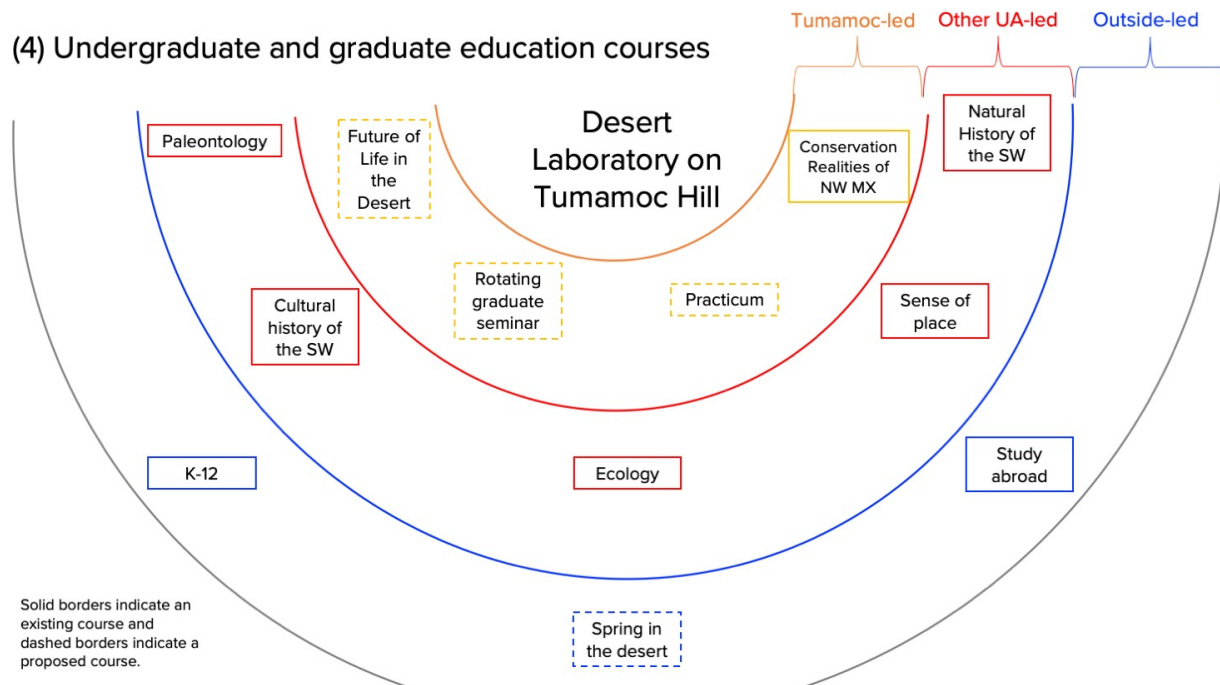 (4) Undergraduate and graduate education courses
Tumamoc-led
Other UA-led
Outside-led
Desert
Laboratory on
Tumamoc Hill
Paleontology
Future of
Life in
the
Desert
Conservation
Realities of
NW MX
Natural
History of
the SW
Cultural
history of
the SW
Rotating
graduate
seminar
Practicum
Sense of
place
K-12
Ecology
Study
abroad
Solid borders indicate an
existing course and
dashed borders indicate a
proposed course.
Spring in
the desert